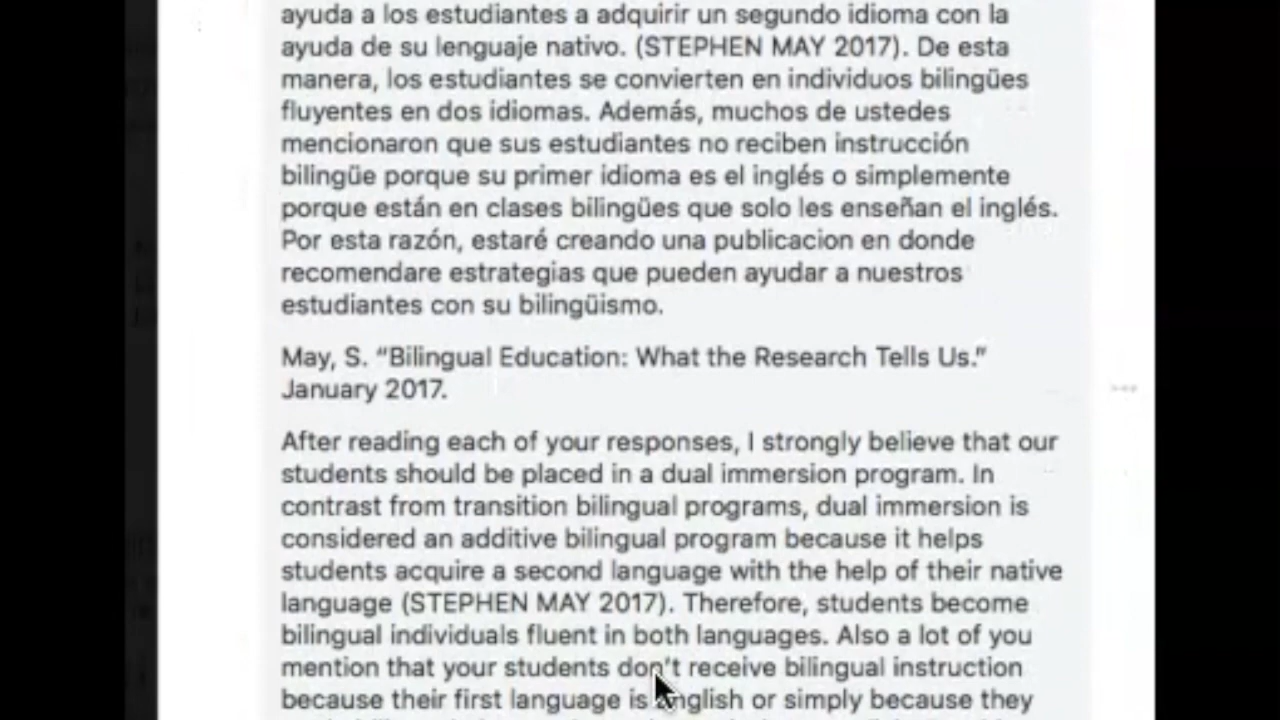 ayuda a los estudiantes a adquirir un segundo idioma con la
ayuda de su lenguaje nativo. (STEPHEN MAY 2017). De esta
manera, los estudiantes se convierten en individuos bilingües
fluyentes en dos idiomas. Además, muchos de ustedes
mencionaron que sus estudiantes no reciben instrucción
bilingüe porque su primer idioma es el inglés o simplemente
porque están en clases bilingües que solo les enseñan el inglés.
Por esta razón, estaré creando una publicacion en donde
recomendare estrategias que pueden ayudar a nuestros
estudiantes con su bilingüismo.
May, S. “Bilingual Education: What the Research Tells Us.”
January 2017.
After reading each of your responses, I strongly believe that our
students should be placed in a dual immersion program. In
contrast from transition bilingual programs, dual immersion is
considered an additive bilingual program because it helps
students acquire a second language with the help of their native
language (STEPHEN MAY 2017). Therefore, students become
bilingual individuals fluent in both languages. Also a lot of you
mention that your students don't receive bilingual instruction
because their first language is english or simply because they